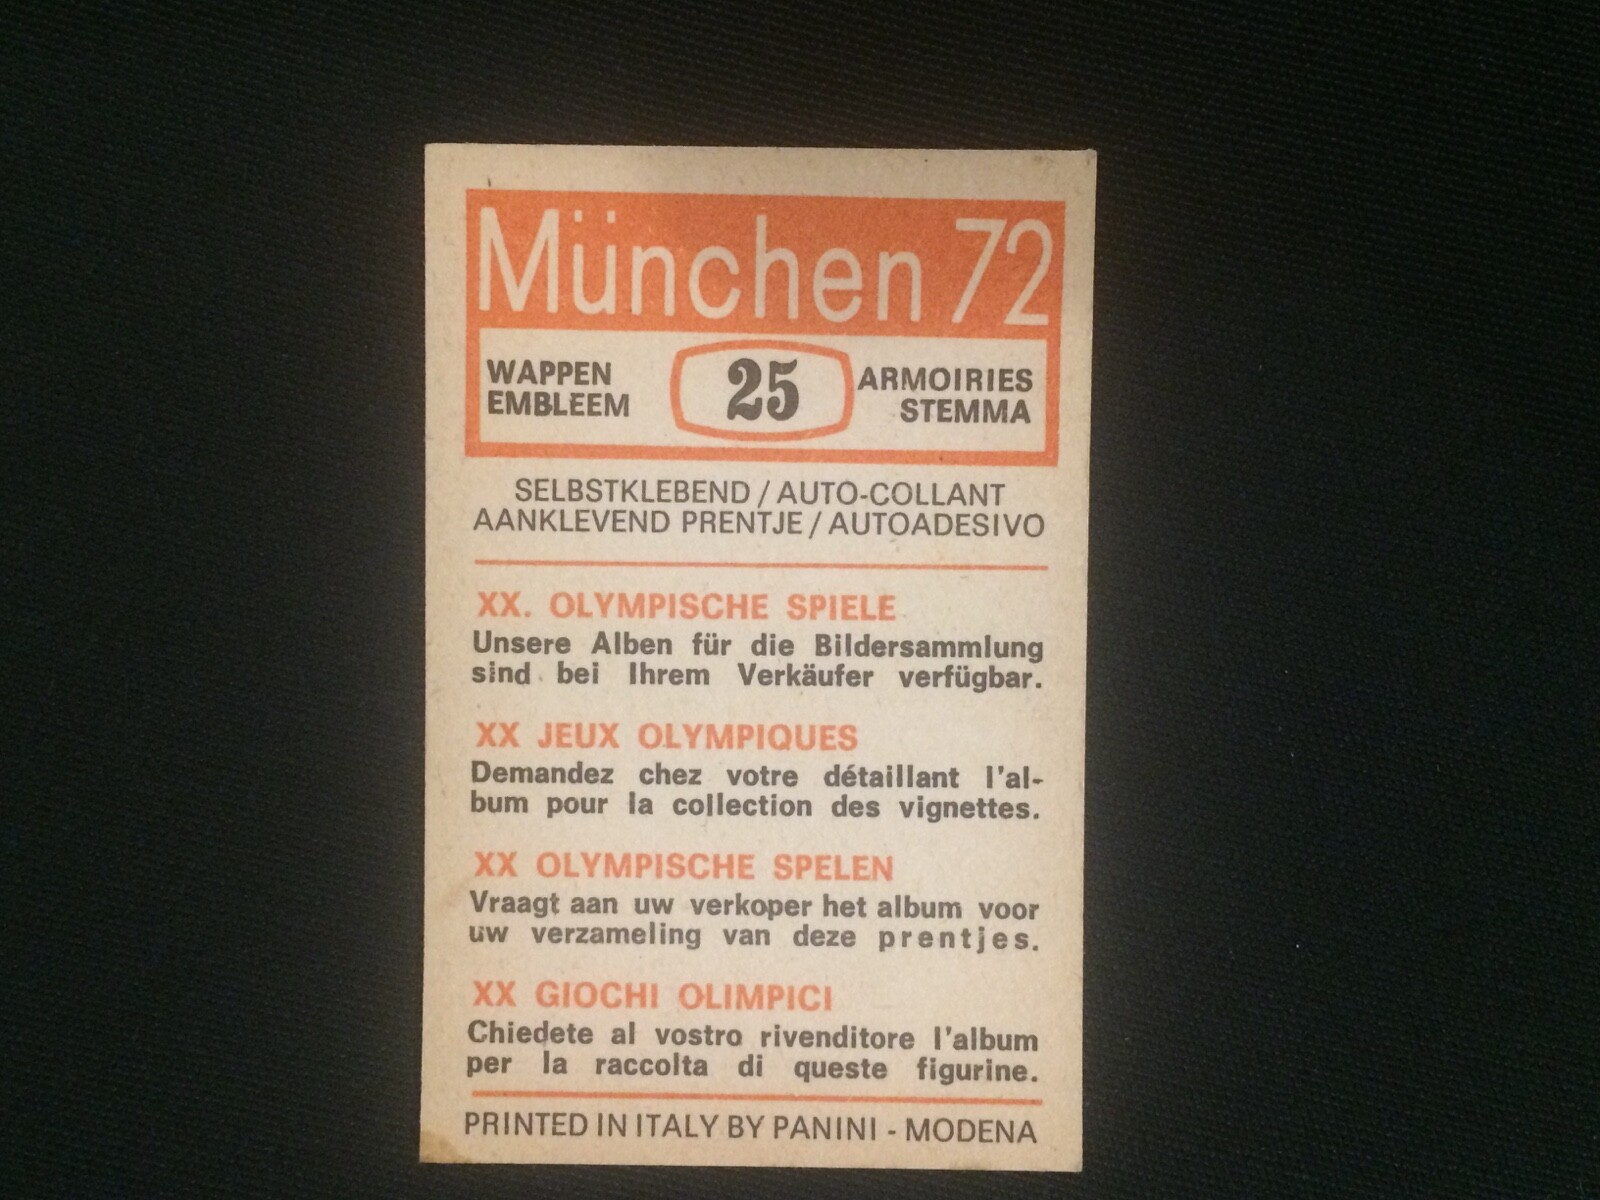 München 72
WAPPEN
EMBLEEM
25
ARMOIRIES
STEMMA
SELBSTKLEBEND / AUTO-COLLANT
AANKLEVEND PRENTJE / AUTOADESIVO
XX. OLYMPISCHE SPIELE
Unsere Alben für die Bildersammlung
sind bei Ihrem Verkäufer verfügbar.
XX JEUX OLYMPIQUES
Demandez chez votre détaillant l'al-
bum pour la collection des vignettes.
XX OLYMPISCHE SPELEN
Vraagt aan uw verkoper het album voor
uw verzameling van deze prentjes.
XX GIOCHI OLIMPICI
Chiedete al vostro rivenditore l'album
per la raccolta di queste figurine.
PRINTED IN ITALY BY PANINI - MODENA